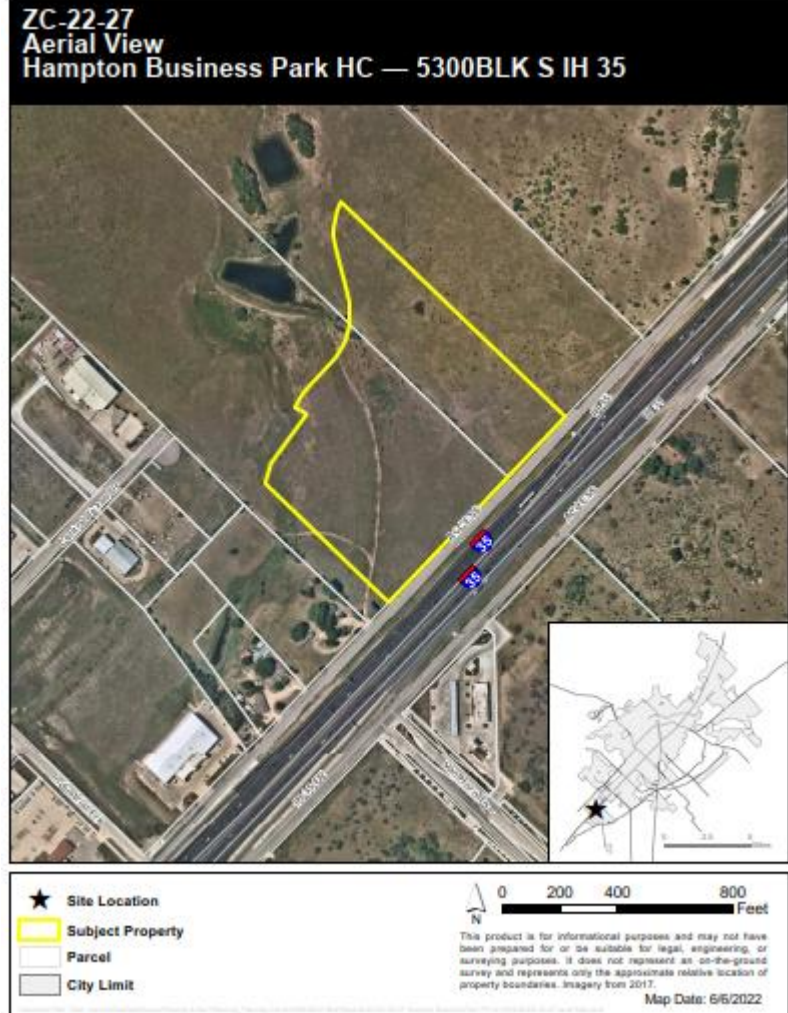 ZC-22-27
Aerial View
Hampton Business Park HC — 5300BLK S IH 35
35
35
★ Site Location
Subject Property
Parcel
City Limit
N
0 200 400 800
Feet
This product is for informational purposes and may not have
been prepared for or be suitable for legal, engineering, or
surveying purposes. It does not represent an on-the-ground
survey and represents only the approximate relative location of
property boundaries. Imagery from 2017.
Map Date: 6/6/2022